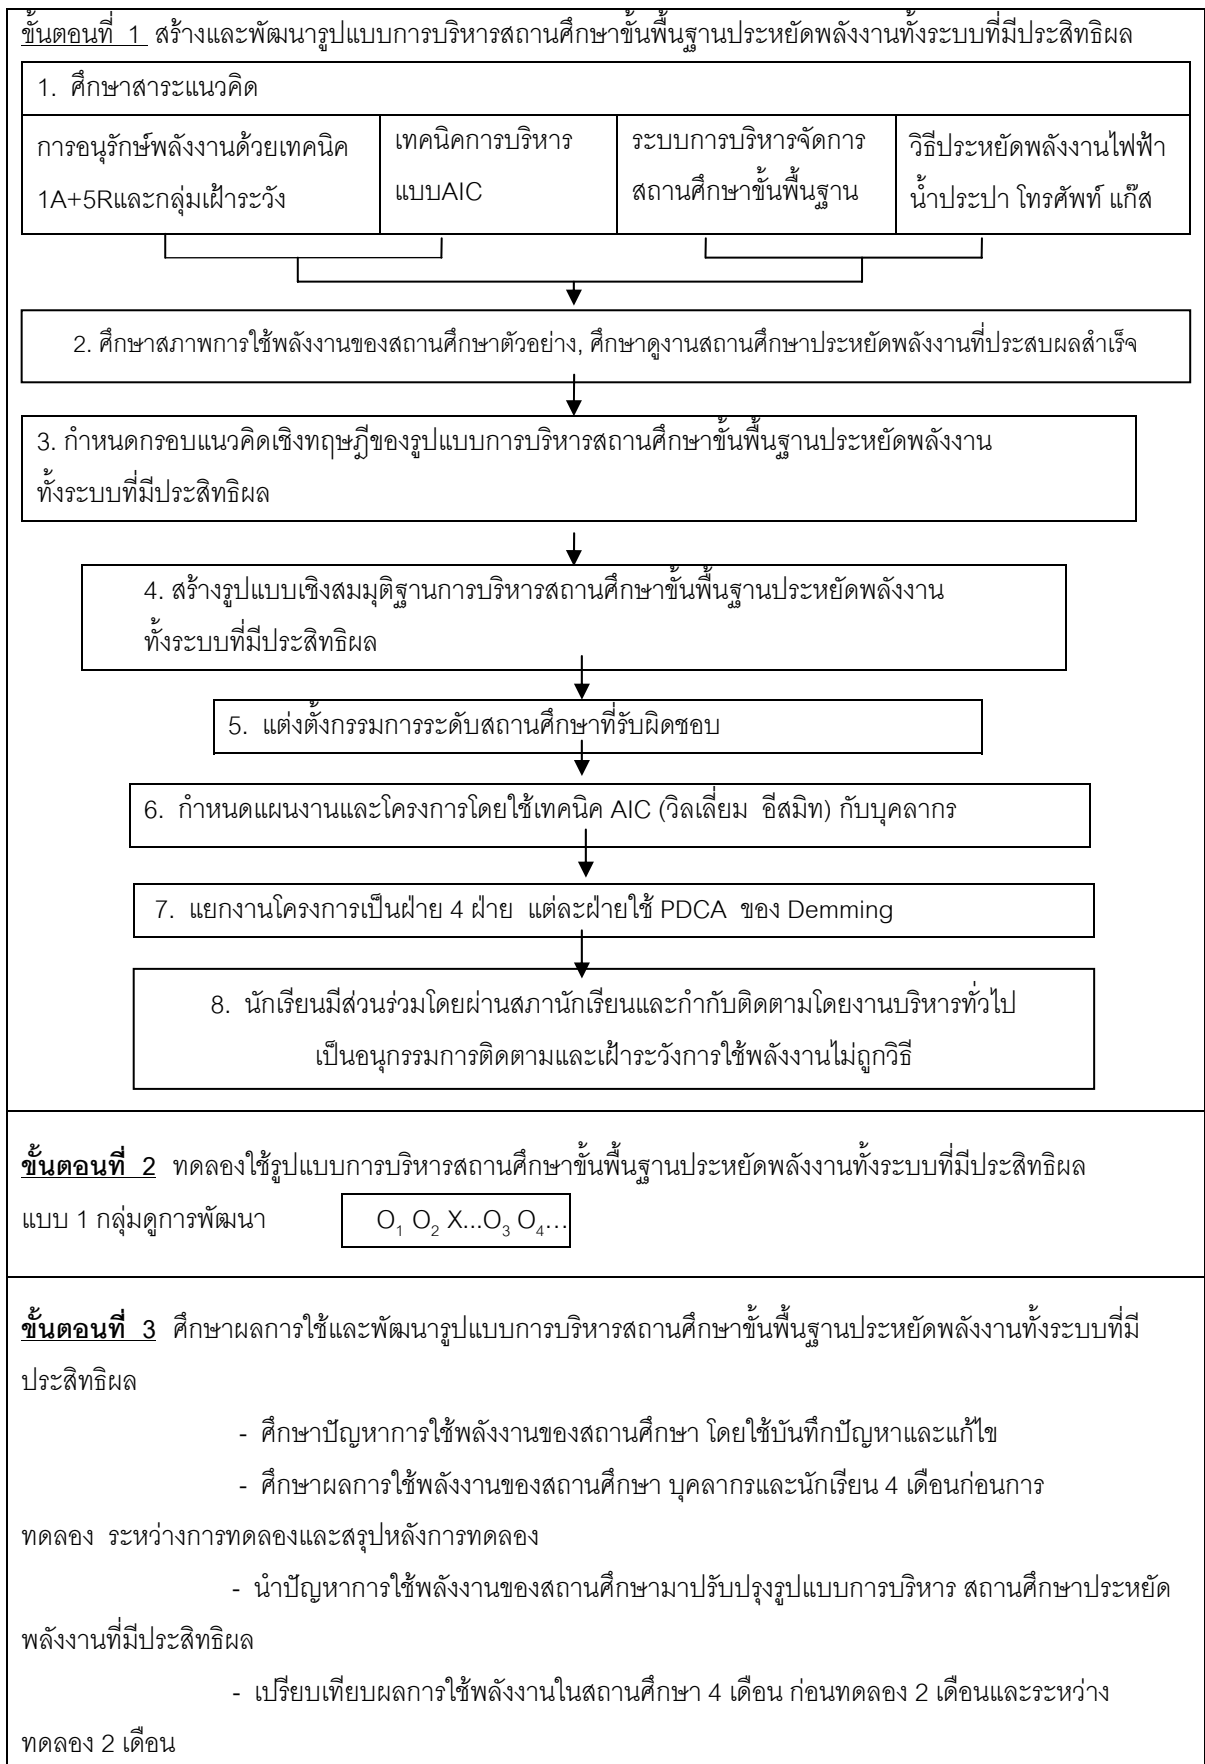 ขั้นตอนที่ 1 สร้างและพัฒนารูปแบบการบริหารสถานศึกษาขั้นพื้นฐานประหยัดพลังงานทั้งระบบที่มีประสิทธิผล
1. ศึกษาสาระแนวคิด
การอนุรักษ์พลังงานด้วยเทคนิค
1A+5Rและกลุ่มเฝ้าระวัง
เทคนิคการบริหาร
แบบAIC
ระบบการบริหารจัดการ
สถานศึกษาขั้นพื้นฐาน
วิธีประหยัดพลังงานไฟฟ้า
น้ำประปา โทรศัพท์ แก๊ส
2. ศึกษาสภาพการใช้พลังงานของสถานศึกษาตัวอย่าง, ศึกษาดูงานสถานศึกษาประหยัดพลังงานที่ประสบผลสำเร็จ
3. กำหนดกรอบแนวคิดเชิงทฤษฎีของรูปแบบการบริหารสถานศึกษาขั้นพื้นฐานประหยัดพลังงาน
ทั้งระบบที่มีประสิทธิผล
4. สร้างรูปแบบเชิงสมมุติฐานการบริหารสถานศึกษาขั้นพื้นฐานประหยัดพลังงาน
ทั้งระบบที่มีประสิทธิผล
5. แต่งตั้งกรรมการระดับสถานศึกษาที่รับผิดชอบ
6. กำหนดแผนงานและโครงการโดยใช้เทคนิค AIC (วิลเลี่ยม อีสมิท) กับบุคลากร
7. แยกงานโครงการเป็นฝ่าย 4 ฝ่าย แต่ละฝ่ายใช้ PDCA ของ Demming
8. นักเรียนมีส่วนร่วมโดยผ่านสภานักเรียนและกำกับติดตามโดยงานบริหารทั่วไป
เป็นอนุกรรมการติดตามและเฝ้าระวังการใช้พลังงานไม่ถูกวิธี
ขั้นตอนที่ 2 ทดลองใช้รูปแบบการบริหารสถานศึกษาขั้นพื้นฐานประหยัดพลังงานทั้งระบบที่มีประสิทธิผล
แบบ 1 กลุ่มดูการพัฒนา O₁ O₂ X...O₃ O₄...
ขั้นตอนที่ 3 ศึกษาผลการใช้และพัฒนารูปแบบการบริหารสถานศึกษาขั้นพื้นฐานประหยัดพลังงานทั้งระบบที่มี
ประสิทธิผล
- ศึกษาปัญหาการใช้พลังงานของสถานศึกษา โดยใช้บันทึกปัญหาและแก้ไข
- ศึกษาผลการใช้พลังงานของสถานศึกษา บุคลากรและนักเรียน 4 เดือนก่อนการ
ทดลอง ระหว่างการทดลองและสรุปหลังการทดลอง
- นำปัญหาการใช้พลังงานของสถานศึกษามาปรับปรุงรูปแบบการบริหาร สถานศึกษาประหยัด
พลังงานที่มีประสิทธิผล
- เปรียบเทียบผลการใช้พลังงานในสถานศึกษา 4 เดือน ก่อนทดลอง 2 เดือนและระหว่าง
ทดลอง 2 เดือน